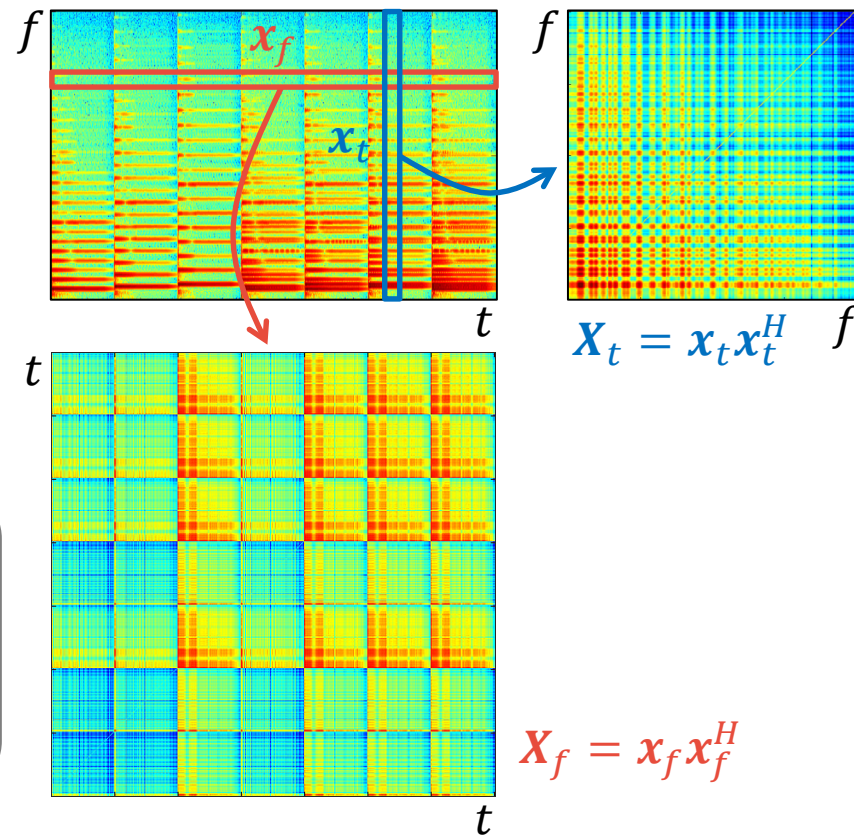 f
x_f
x_t
t
f
f
X_t = x_t x_t^H
t
t
X_f = x_f x_f^H